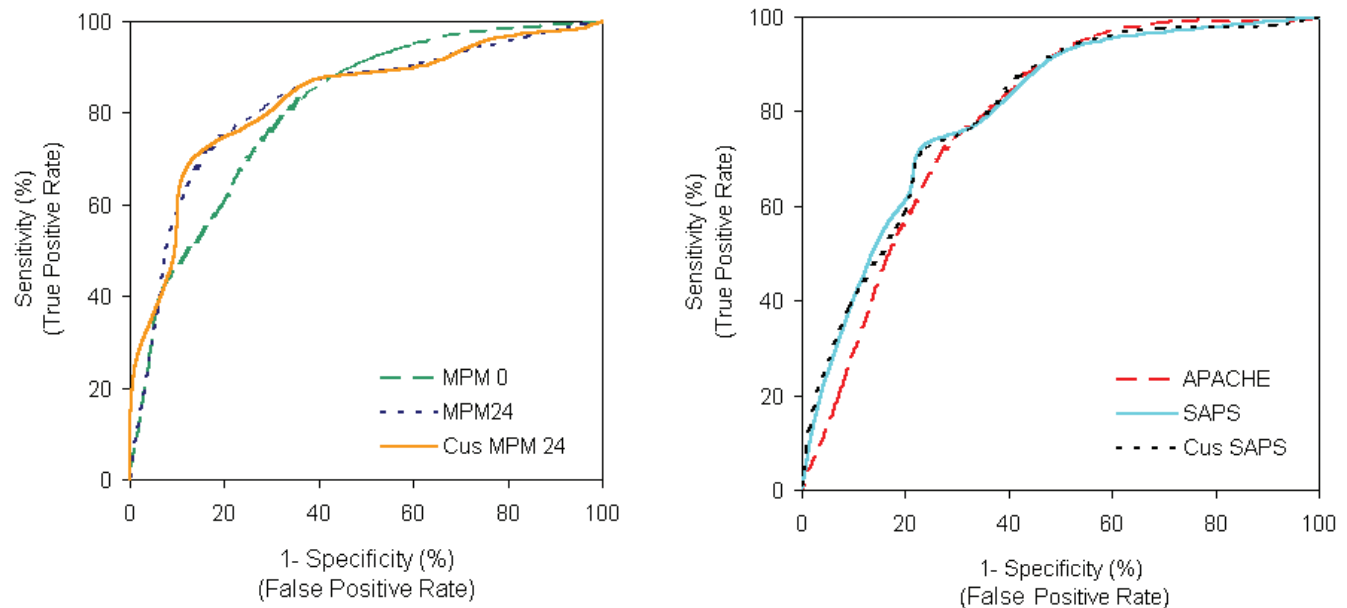 100
80
60
40
20
0
Sensitivity (%)
(True Positive Rate)
MPM 0
MPM24
Cus MPM 24
0 20 40 60 80 100
1- Specificity (%)
(False Positive Rate)
100
80
60
40
20
0
Sensitivity (%)
(True Positive Rate)
APACHE
SAPS
Cus SAPS
0 20 40 60 80 100
1- Specificity (%)
(False Positive Rate)